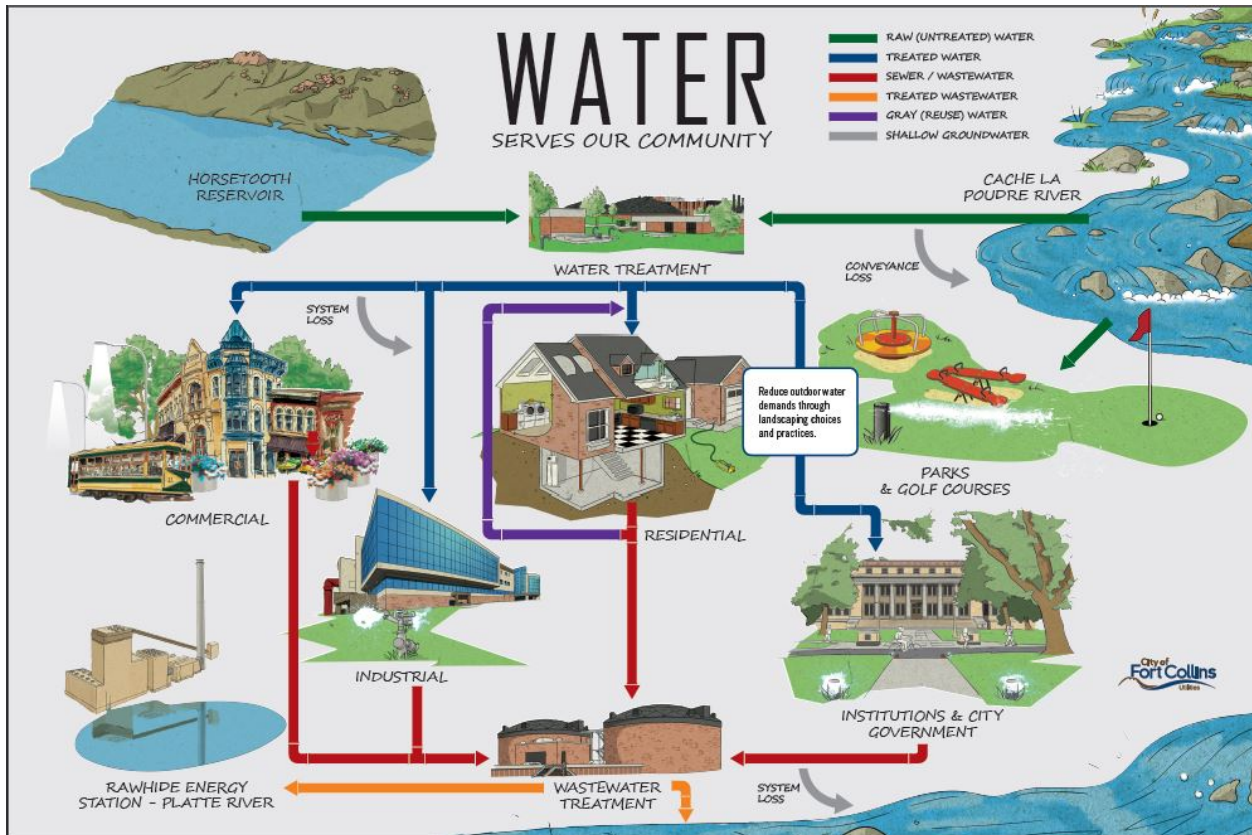 WATER
SERVES OUR COMMUNITY
RAW (UNTREATED) WATER
TREATED WATER
SEWER / WASTEWATER
TREATED WASTEWATER
GRAY (REUSE) WATER
SHALLOW GROUNDWATER
HORSETOOTH
RESERVOIR
CACHE LA
POUDRE RIVER
WATER TREATMENT
CONVEYANCE
LOSS
SYSTEM
LOSS
Reduce outdoor water
demands through
landscaping choices
and practices.
PARKS
& GOLF COURSES
COMMERCIAL
RESIDENTIAL
INDUSTRIAL
INSTITUTIONS & CITY
GOVERNMENT
City of
Fort Collins
Utilities
RAWHIDE ENERGY
STATION - PLATTE RIVER
WASTEWATER
TREATMENT
SYSTEM
LOSS